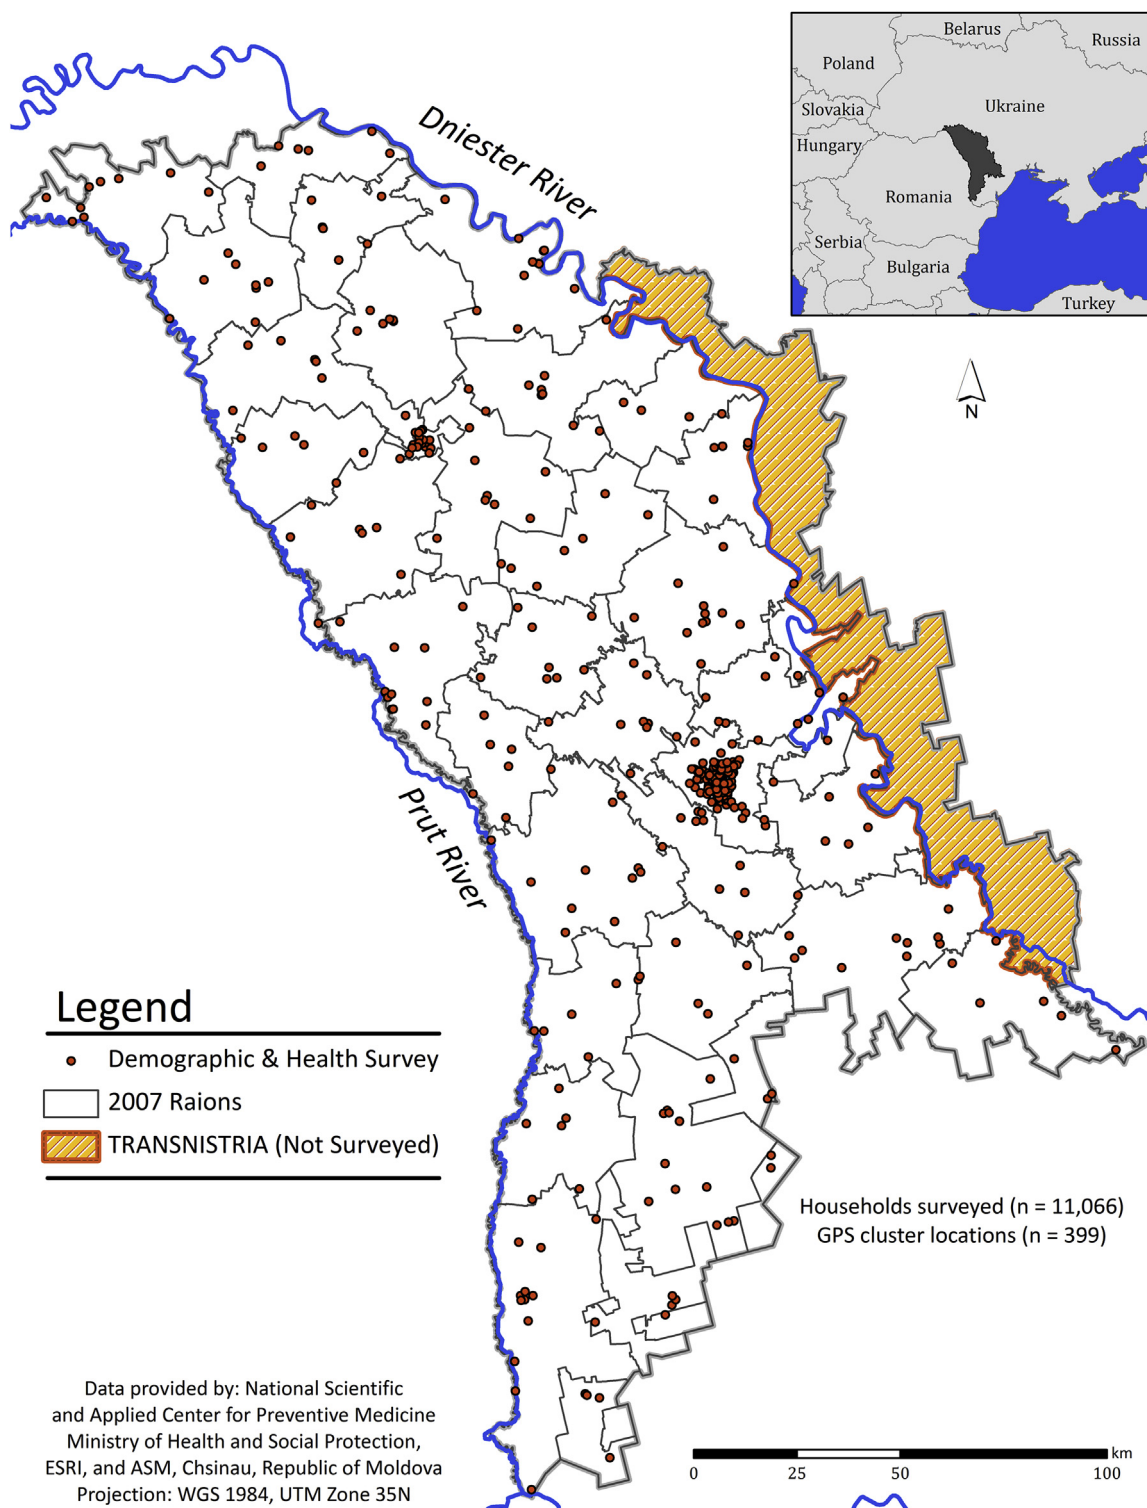 Belarus
Russia
Poland
Slovakia
Ukraine
Hungary
Romania
Serbia
Bulgaria
Turkey
Dniester River
N
Prut River
Legend
Demographic & Health Survey
2007 Raions
TRANSNISTRIA (Not Surveyed)
Households surveyed (n = 11,066)
GPS cluster locations (n = 399)
Data provided by: National Scientific
and Applied Center for Preventive Medicine
Ministry of Health and Social Protection,
ESRI, and ASM, Chsinau, Republic of Moldova
Projection: WGS 1984, UTM Zone 35N
km
0 25 50 100